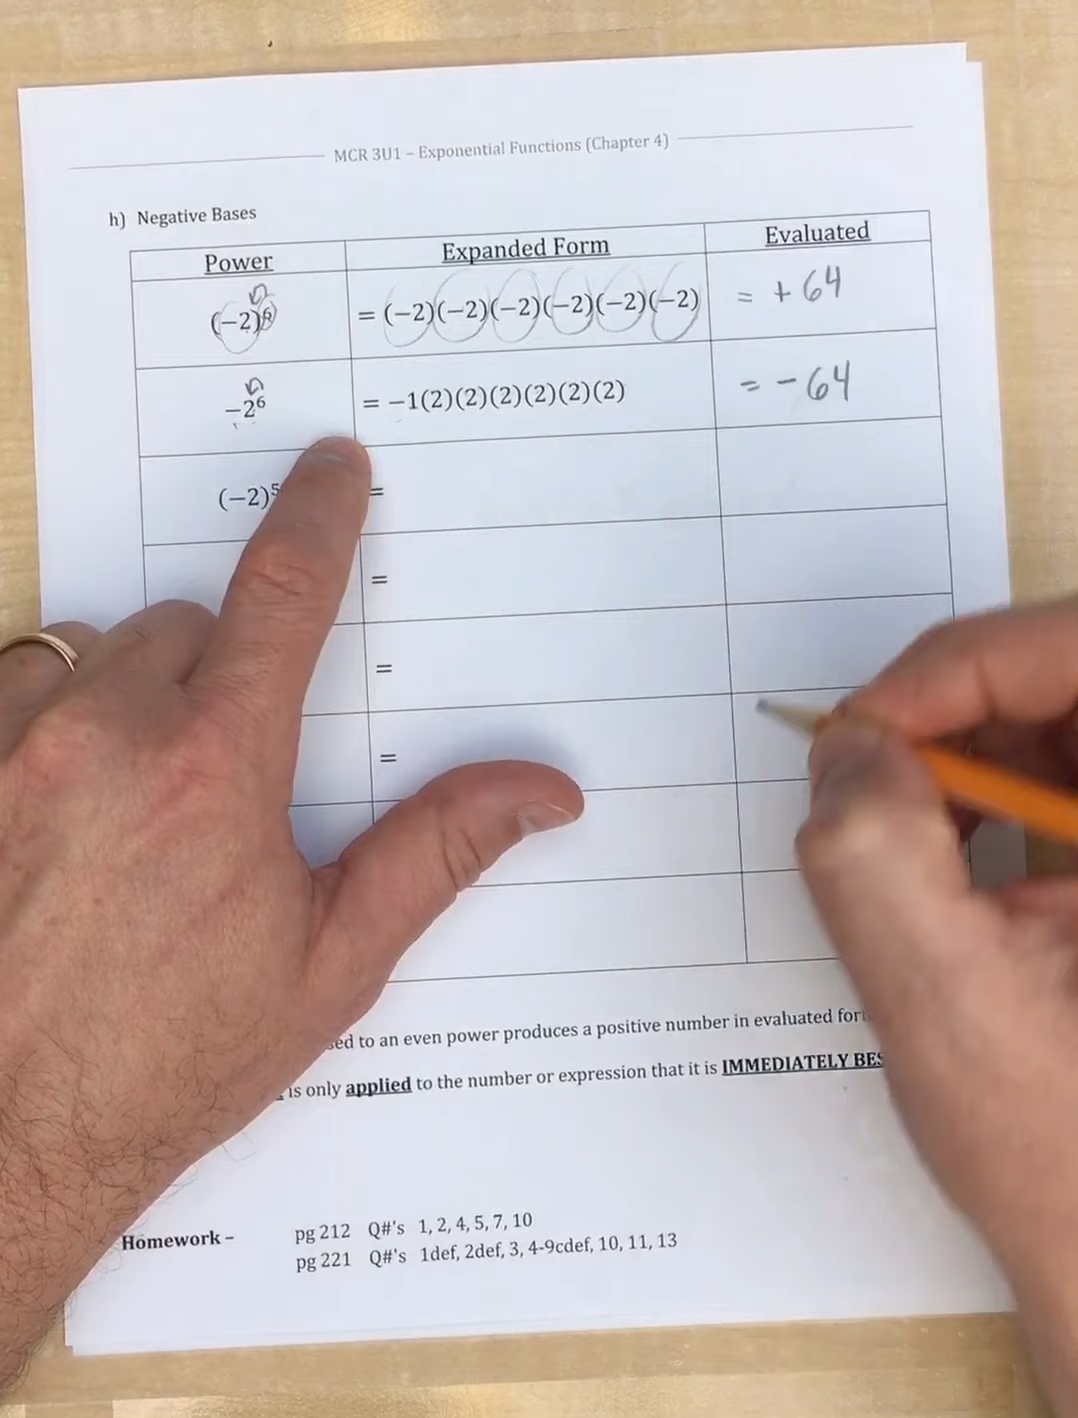 MCR 3U1 – Exponential Functions (Chapter 4)
h) Negative Bases
Power Expanded Form Evaluated
(−2)⁶ = (−2)(−2)(−2)(−2)(−2)(−2) = + 64
−2⁶ = −1(2)(2)(2)(2)(2)(2) = − 64
(−2)⁵ =
=
=
=
to an even power produces a positive number in evaluated
is only applied to the number or expression that it is IMMEDIATELY
Homework – pg 212 Q#'s 1, 2, 4, 5, 7, 10
pg 221 Q#'s 1def, 2def, 3, 4-9cdef, 10, 11, 13